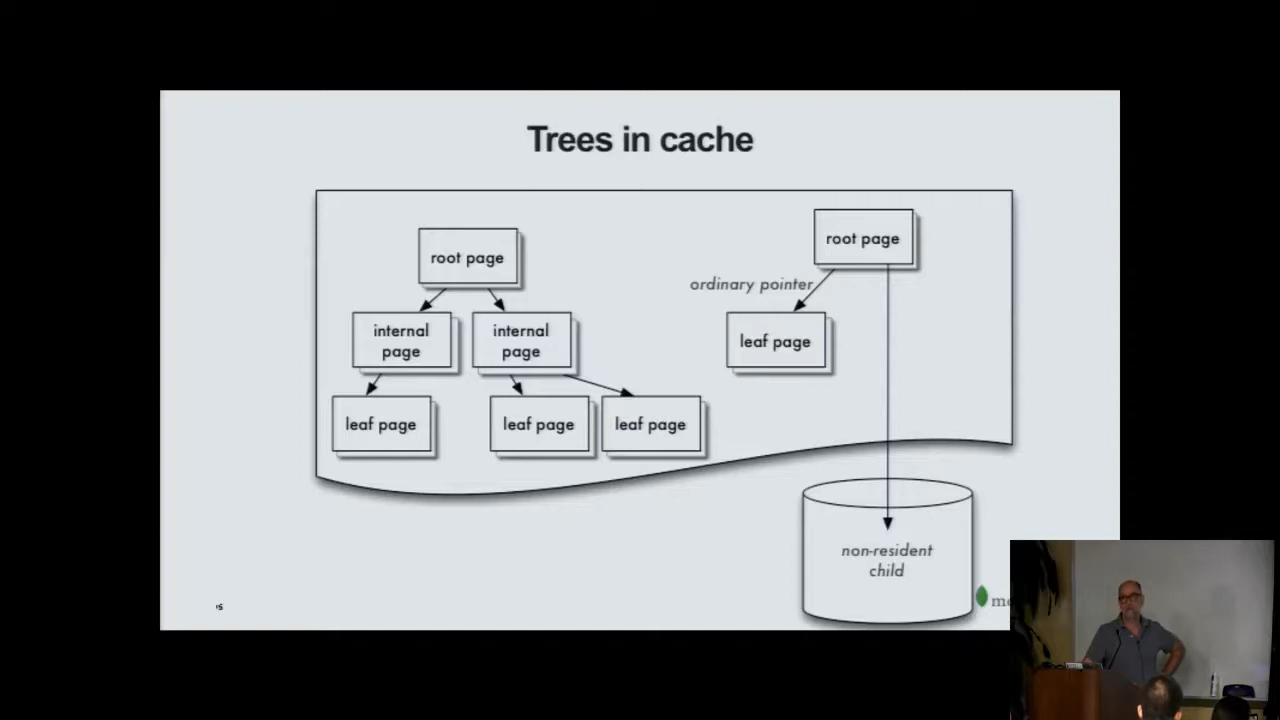 Trees in cache
root page
root page
ordinary pointer
internal
page
internal
page
leaf page
leaf page
leaf page
leaf page
non-resident
child